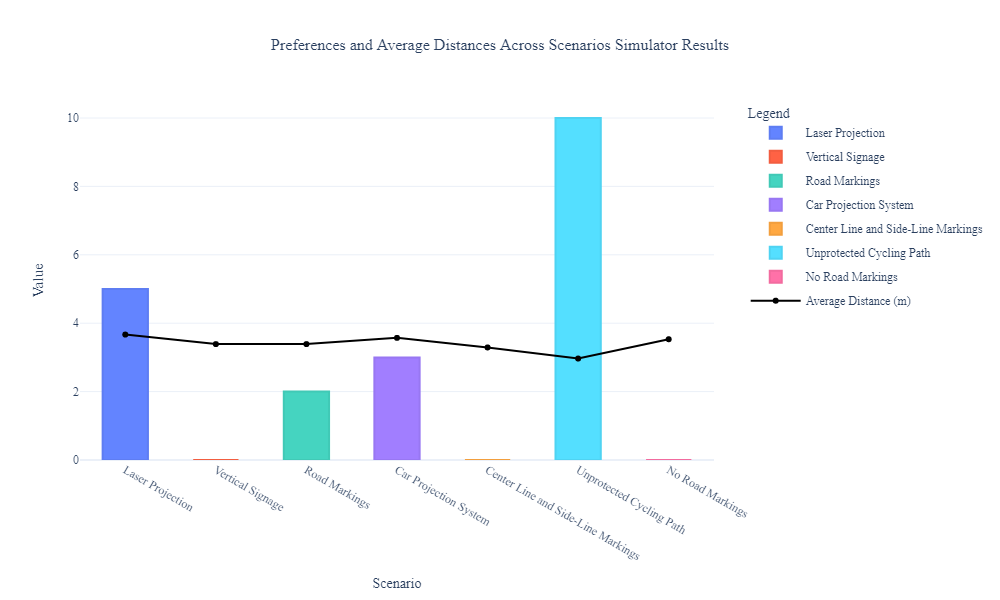 Preferences and Average Distances Across Scenarios Simulator Results
Legend
Laser Projection
Vertical Signage
Road Markings
Car Projection System
Center Line and Side-Line Markings
Unprotected Cycling Path
No Road Markings
Average Distance (m)
Value
10
8
6
4
2
0
Laser Projection
Vertical Signage
Road Markings
Car Projection System
Center Line and Side-Line Markings
Unprotected Cycling Path
No Road Markings
Scenario